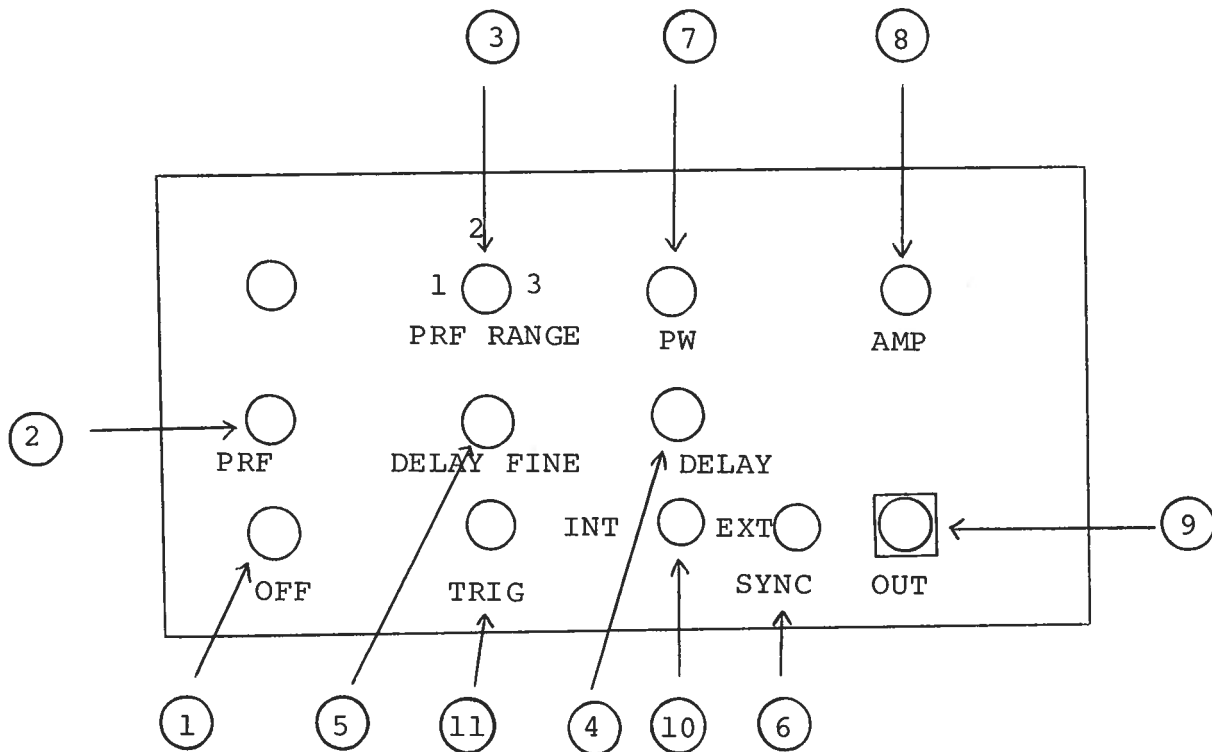 3 7 8
2
1 3
PRF RANGE PW AMP
2
PRF DELAY FINE DELAY
INT EXT
9
OFF TRIG SYNC OUT
1 5 11 4 10 6